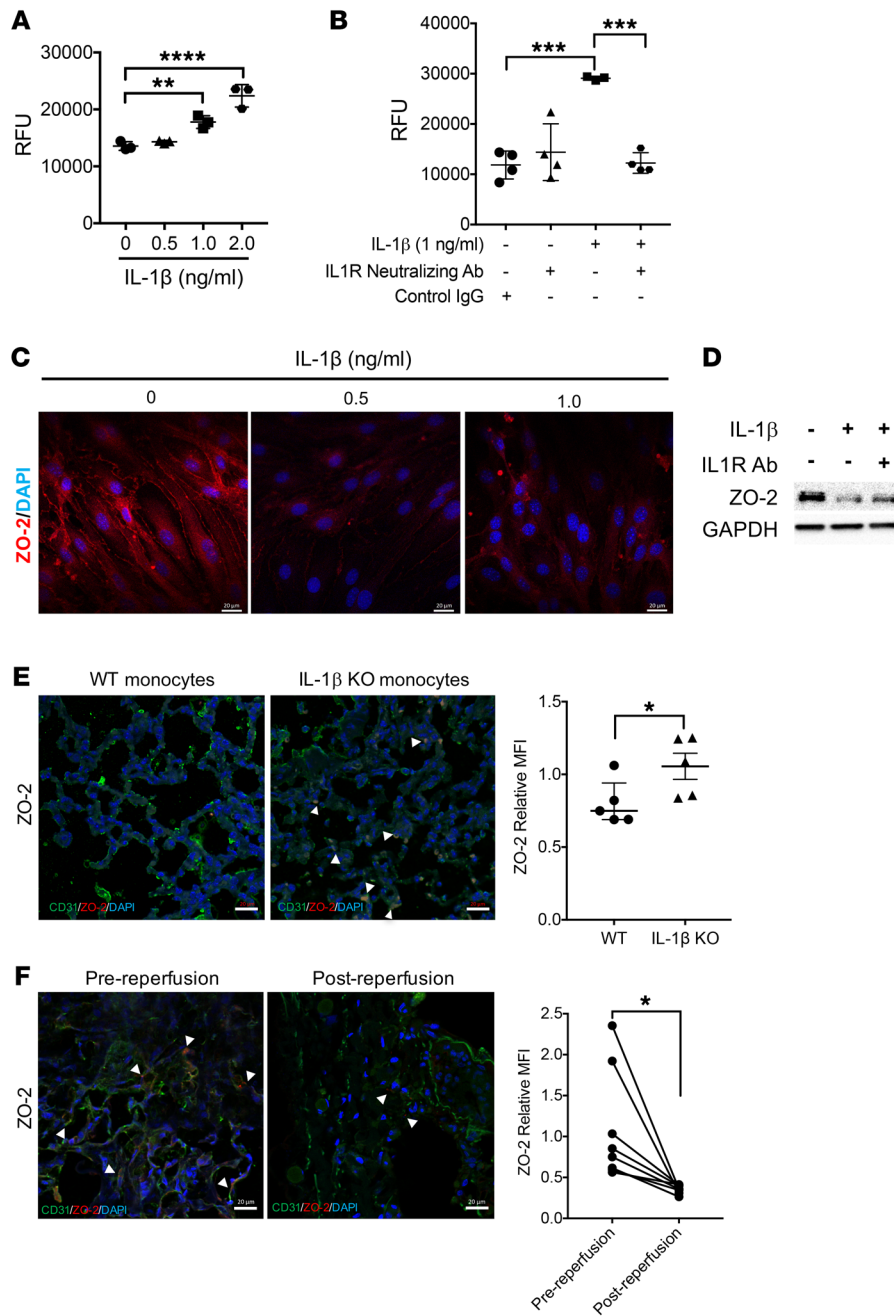 A
RFU
30000
20000
10000
0
****
**
0 0.5 1.0 2.0
IL-1β (ng/ml)
B
RFU
40000
30000
20000
10000
0
*** ***
IL-1β (1 ng/ml) - - + +
IL1R Neutralizing Ab - + - +
Control IgG + - - -
C
IL-1β (ng/ml)
0 0.5 1.0
ZO-2/DAPI
20 μm 20 μm 20 μm
D
IL-1β - + +
IL1R Ab - - +
ZO-2
GAPDH
E
WT monocytes IL-1β KO monocytes
ZO-2
CD31/ZO-2/DAPI CD31/ZO-2/DAPI
ZO-2 Relative MFI
1.5
1.0
0.5
0.0
*
WT IL-1β KO
F
Pre-reperfusion Post-reperfusion
ZO-2
CD31/ZO-2/DAPI 20 μm CD31/ZO-2/DAPI 20 μm
ZO-2 Relative MFI
2.5
2.0
1.5
1.0
0.5
0.0
*
Pre-reperfusion Post-reperfusion